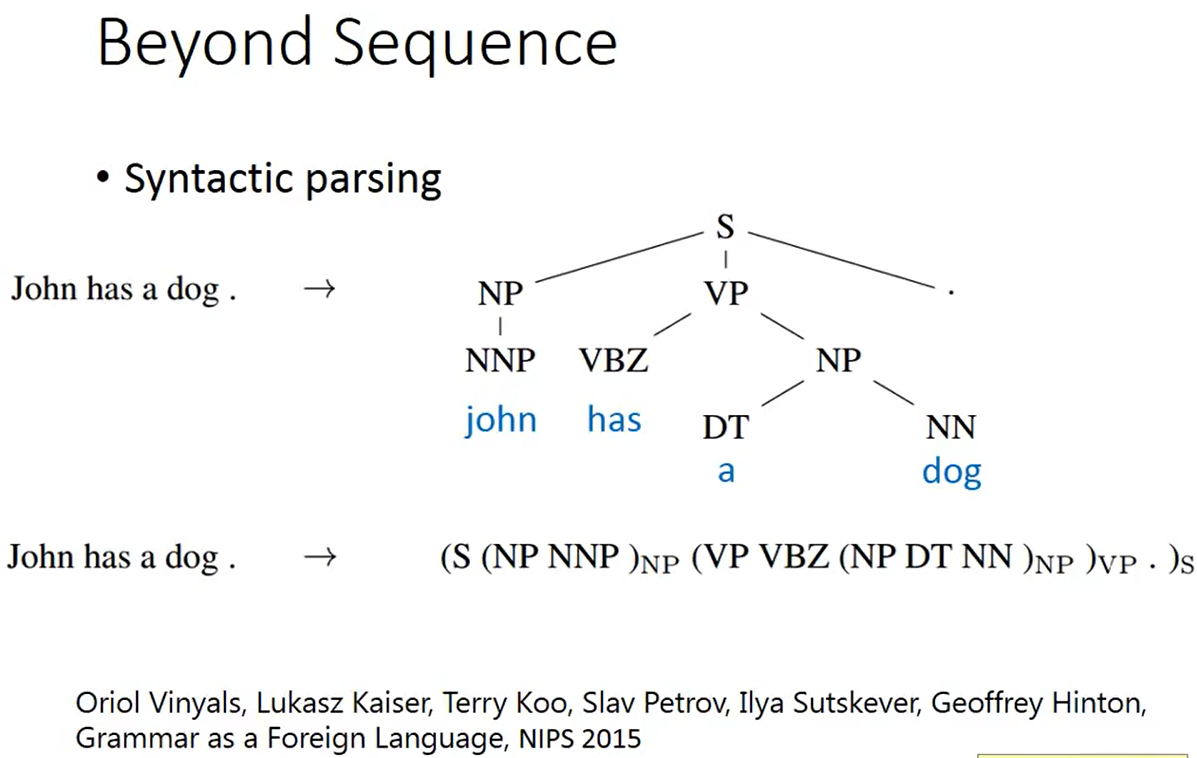 Beyond Sequence
• Syntactic parsing
S
John has a dog . → NP VP .
NNP VBZ NP
john has DT NN
a dog
John has a dog . → (S (NP NNP )NP (VP VBZ (NP DT NN )NP )VP . )S
Oriol Vinyals, Lukasz Kaiser, Terry Koo, Slav Petrov, Ilya Sutskever, Geoffrey Hinton,
Grammar as a Foreign Language, NIPS 2015